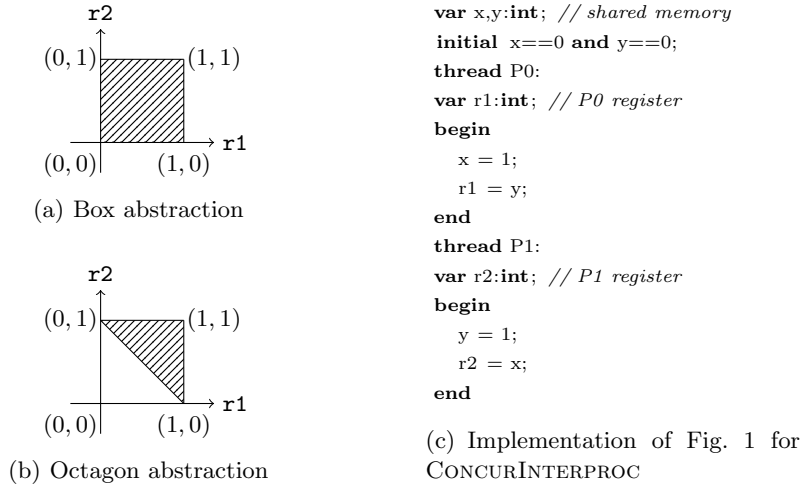 r2
(0, 1)
(1, 1)
r1
(0, 0)
(1, 0)
(a) Box abstraction
r2
(0, 1)
(1, 1)
r1
(0, 0)
(1, 0)
(b) Octagon abstraction
var x,y:int; // shared memory
initial x==0 and y==0;
thread P0:
var r1:int; // P0 register
begin
x = 1;
r1 = y;
end
thread P1:
var r2:int; // P1 register
begin
y = 1;
r2 = x;
end
(c) Implementation of Fig. 1 for
CONCURINTERPROC